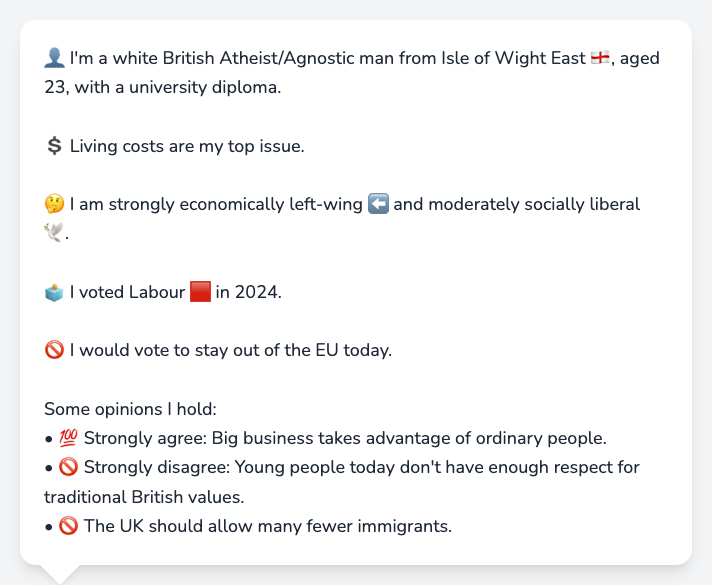 👤 I'm a white British Atheist/Agnostic man from Isle of Wight East 🏴󠁧󠁢󠁥󠁮󠁧󠁿, aged
23, with a university diploma.
💲 Living costs are my top issue.
🤔 I am strongly economically left-wing ⬅️ and moderately socially liberal
🕊️.
🗳️ I voted Labour 🟥 in 2024.
🚫 I would vote to stay out of the EU today.
Some opinions I hold:
• 💯 Strongly agree: Big business takes advantage of ordinary people.
• 🚫 Strongly disagree: Young people today don't have enough respect for
traditional British values.
• 🚫 The UK should allow many fewer immigrants.